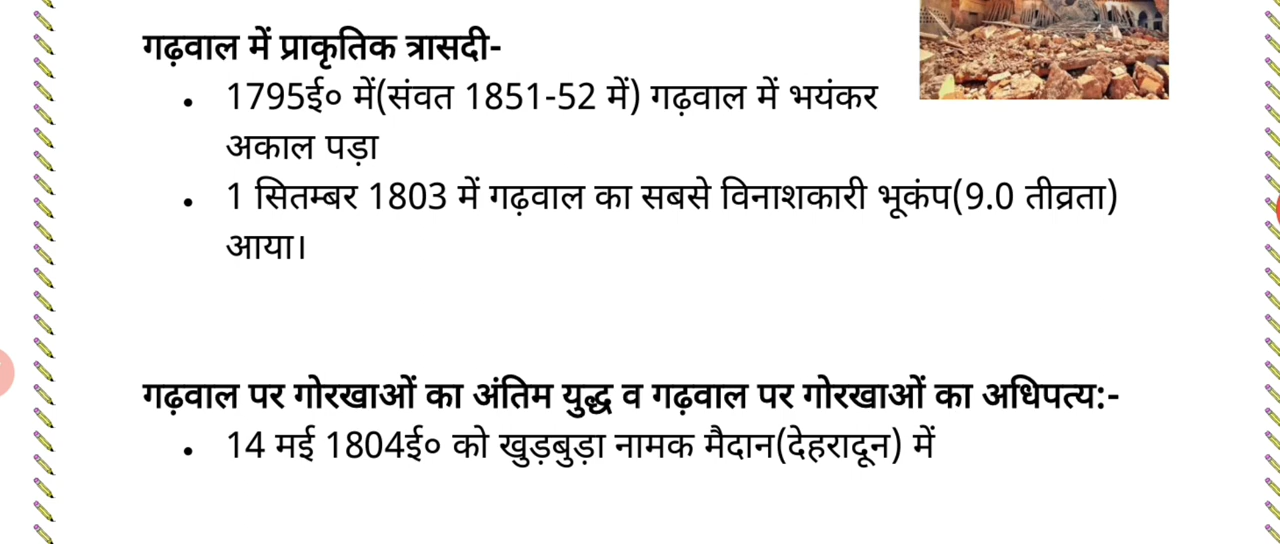 गढ़वाल में प्राकृतिक त्रासदी-
• 1795ई० में(संवत 1851-52 में) गढ़वाल में भयंकर
अकाल पड़ा
• 1 सितम्बर 1803 में गढ़वाल का सबसे विनाशकारी भूकंप(9.0 तीव्रता)
आया।
गढ़वाल पर गोरखाओं का अंतिम युद्ध व गढ़वाल पर गोरखाओं का अधिपत्य:-
• 14 मई 1804ई० को खुड़बुड़ा नामक मैदान(देहरादून) में